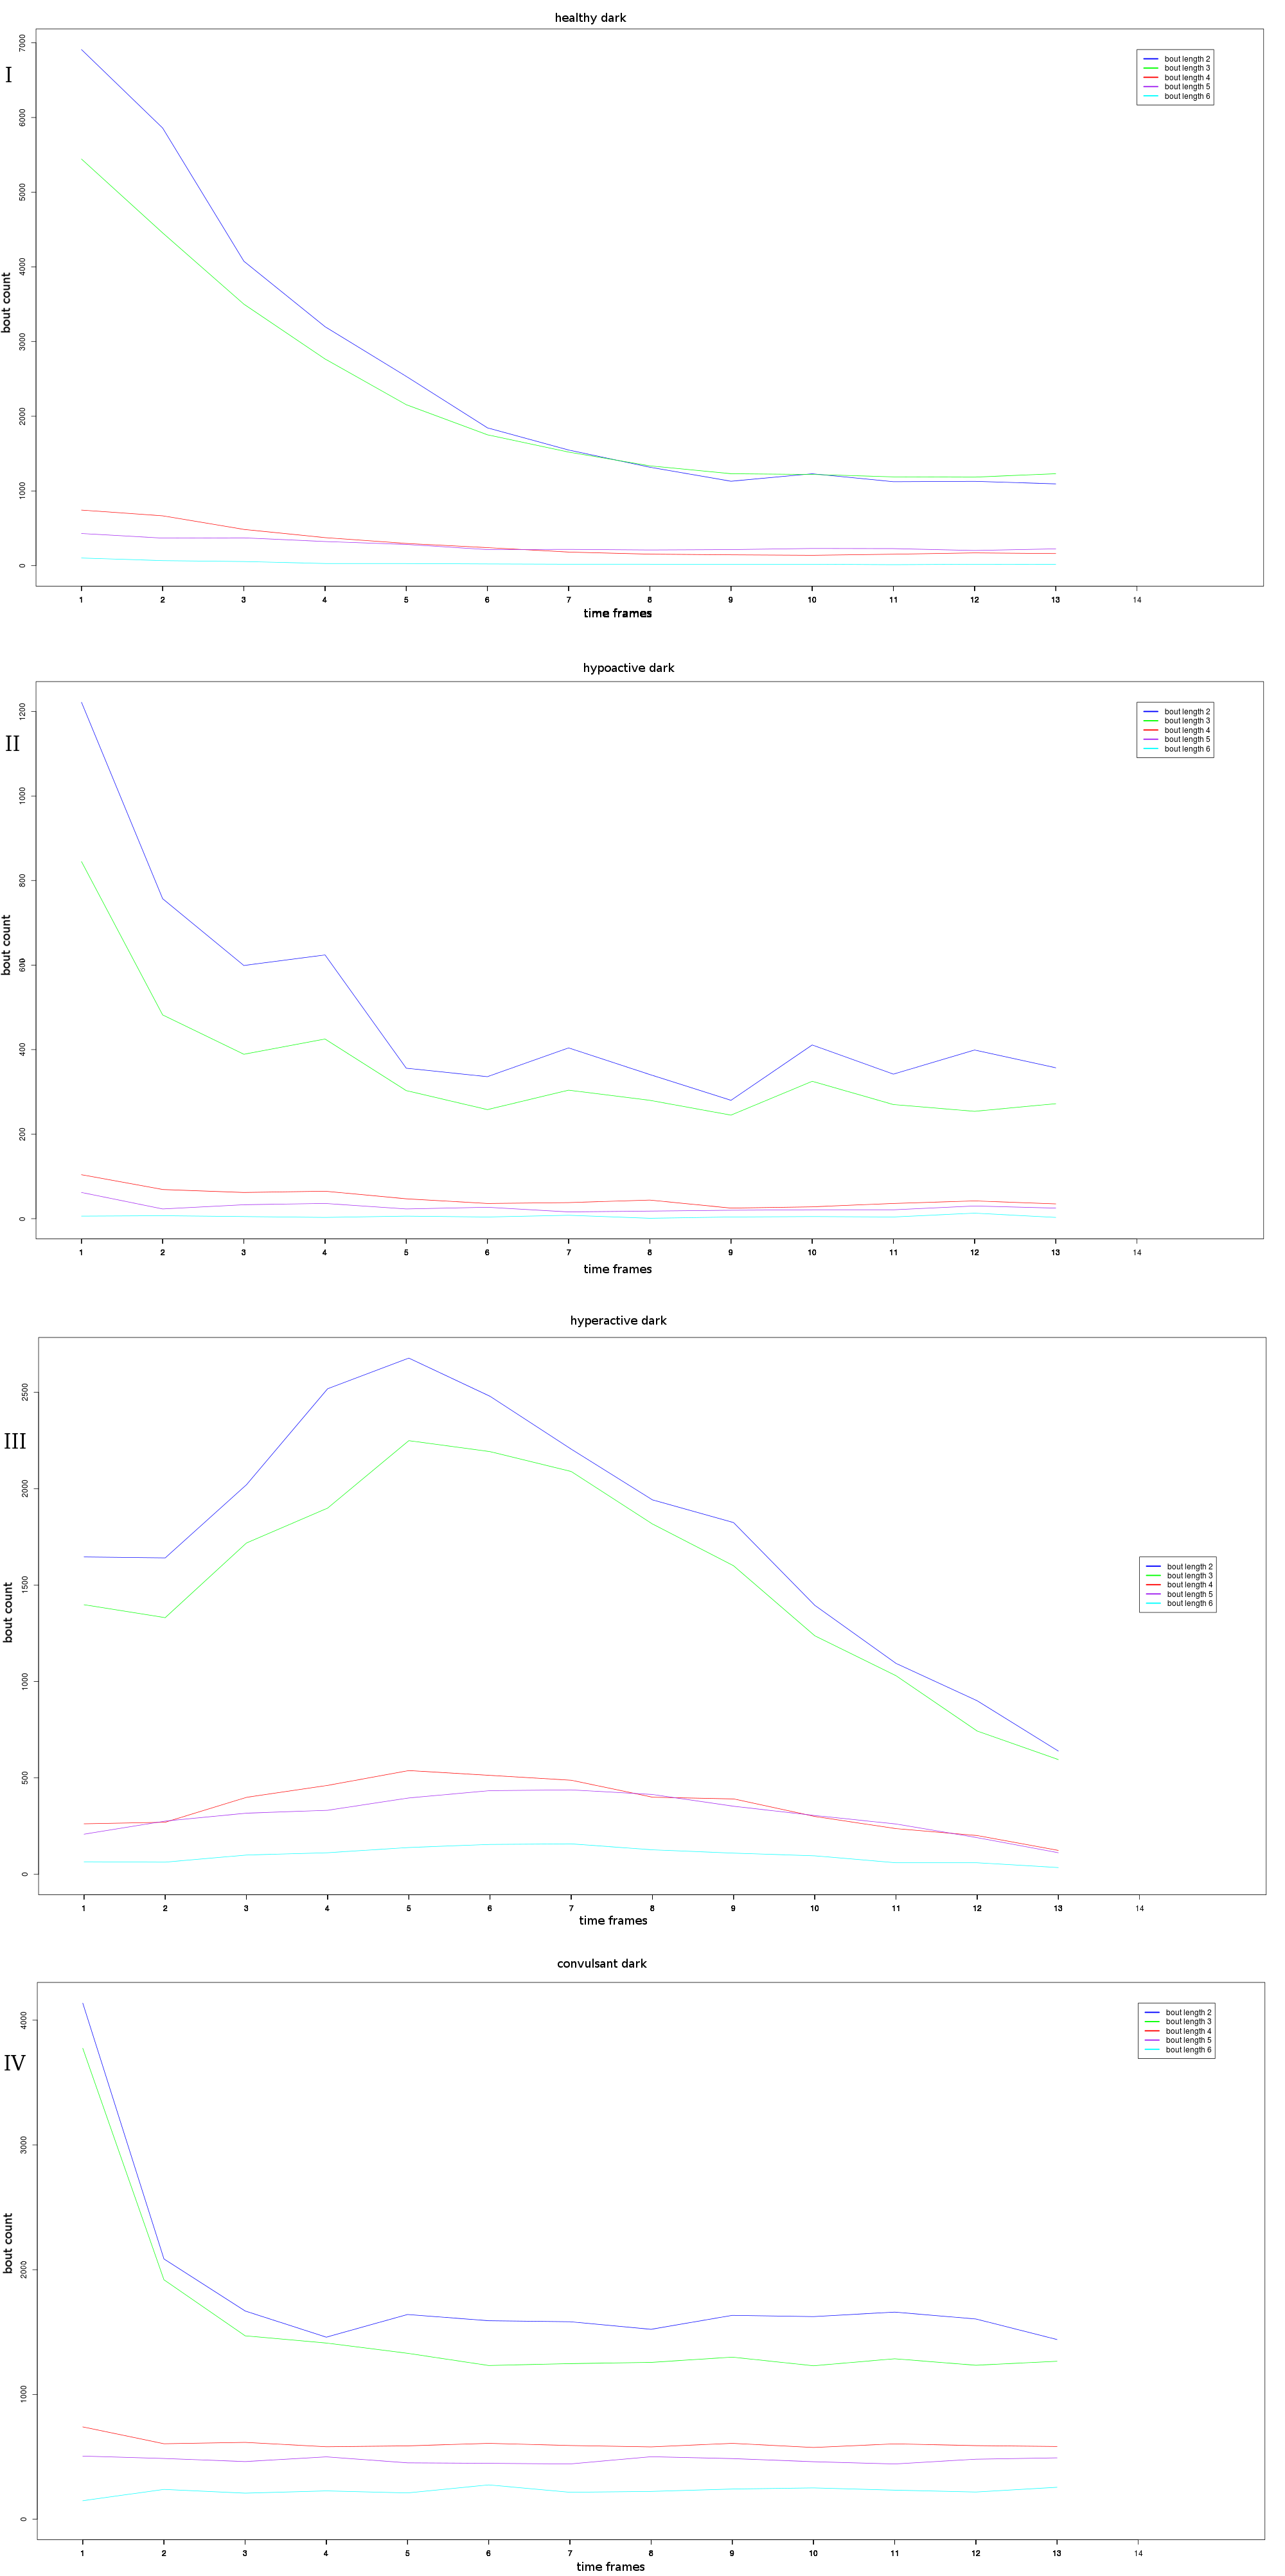 healthy dark
I
7000
6000
5000
4000
3000
2000
1000
0
bout count
bout length 2
bout length 3
bout length 4
bout length 5
bout length 6
1 2 3 4 5 6 7 8 9 10 11 12 13 14
time frames
hypoactive dark
II
1200
1000
800
600
400
200
0
bout count
bout length 2
bout length 3
bout length 4
bout length 5
bout length 6
1 2 3 4 5 6 7 8 9 10 11 12 13 14
time frames
hyperactive dark
III
2500
2000
1500
1000
500
0
bout count
bout length 2
bout length 3
bout length 4
bout length 5
bout length 6
1 2 3 4 5 6 7 8 9 10 11 12 13 14
time frames
convulsant dark
IV
4000
3000
2000
1000
0
bout count
bout length 2
bout length 3
bout length 4
bout length 5
bout length 6
1 2 3 4 5 6 7 8 9 10 11 12 13 14
time frames